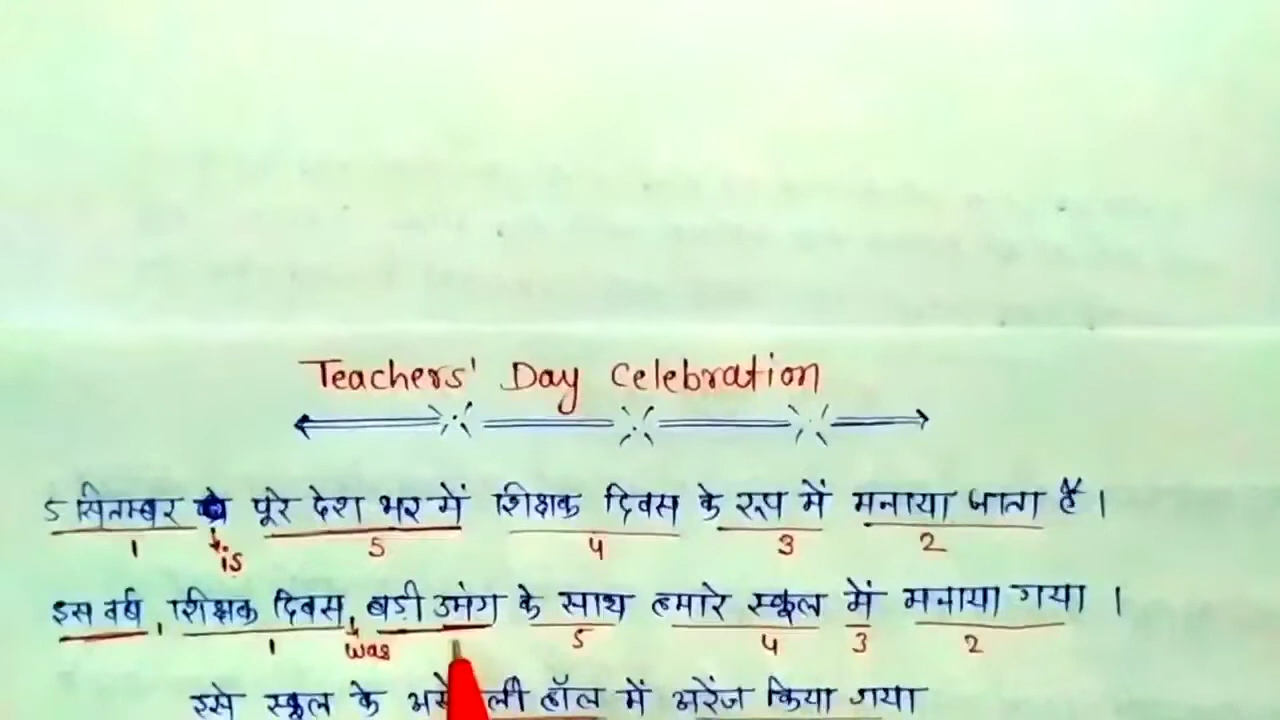 Teachers' Day Celebration
5 सितम्बर को पूरे देश भर में शिक्षक दिवस के रूप में मनाया जाता है।
1 is 5 4 3 2
इस वर्ष, शिक्षक दिवस, बड़ी उमंग के साथ हमारे स्कूल में मनाया गया ।
1 was 5 4 3 2
इसे स्कूल के हॉल में अरेंज किया गया